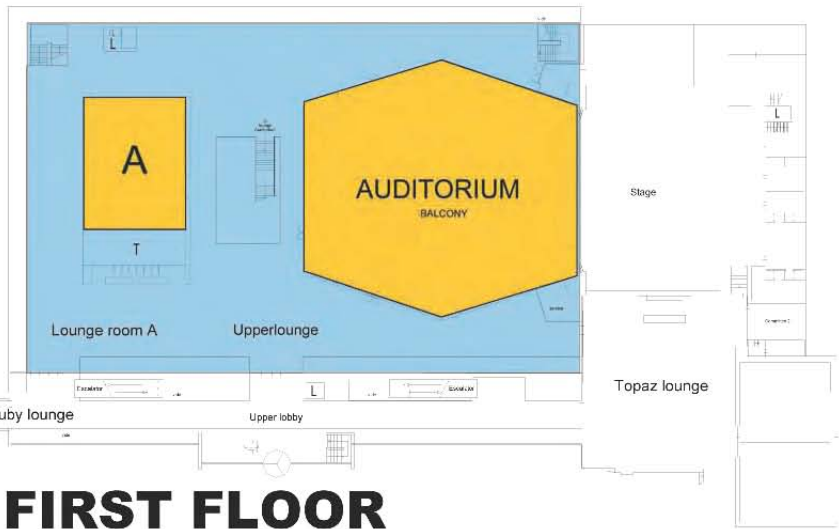 L
A
AUDITORIUM
BALCONY
Stage
L
T
Lounge room A
Upperlounge
Escalator
L
Escalator
Topaz lounge
uby lounge
Upper lobby
FIRST FLOOR